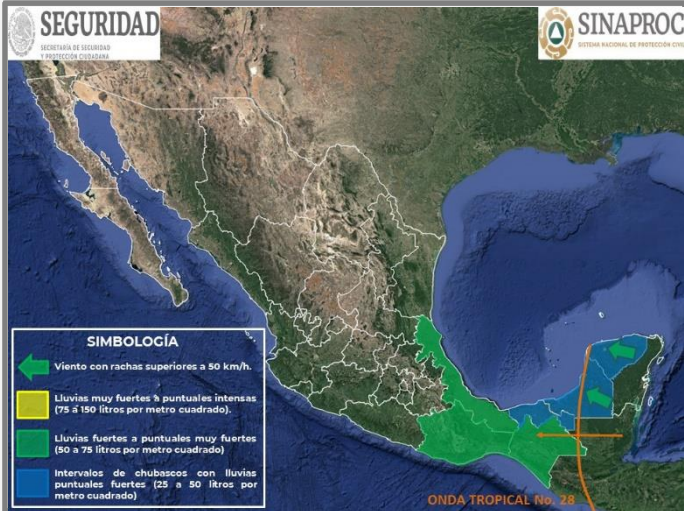 SEGURIDAD
SECRETARÍA DE SEGURIDAD
Y PROTECCIÓN CIUDADANA
SINAPROC
SISTEMA NACIONAL DE PROTECCIÓN CIVIL
SIMBOLOGÍA
Viento con rachas superiores a 50 km/h.
Lluvias muy fuertes a puntuales intensas
(75 a 150 litros por metro cuadrado).
Lluvias fuertes a puntuales muy fuertes
(50 a 75 litros por metro cuadrado)
Intervalos de chubascos con lluvias
puntuales fuertes (25 a 50 litros por
metro cuadrado)
ONDA TROPICAL No. 28